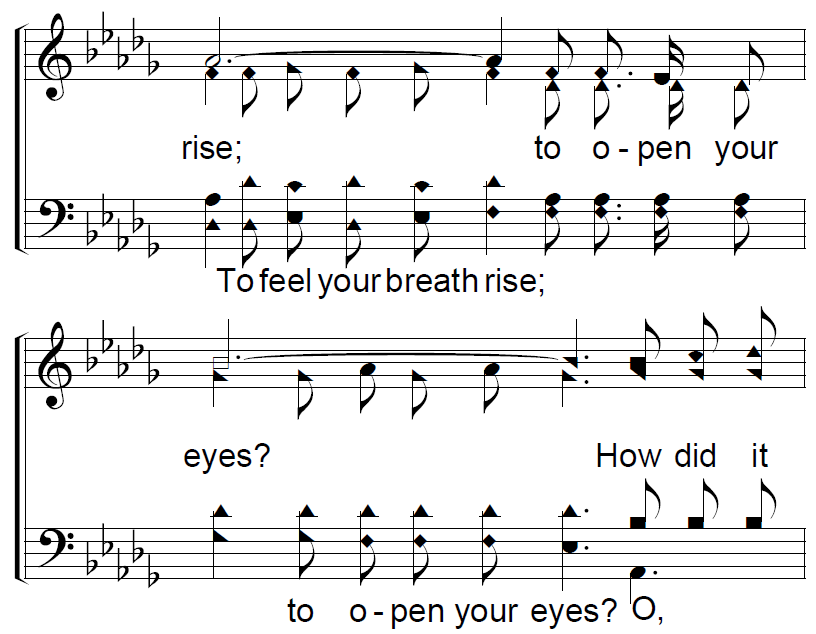 rise; to o - pen your
To feel your breath rise;
eyes? How did it
to o - pen your eyes? O,